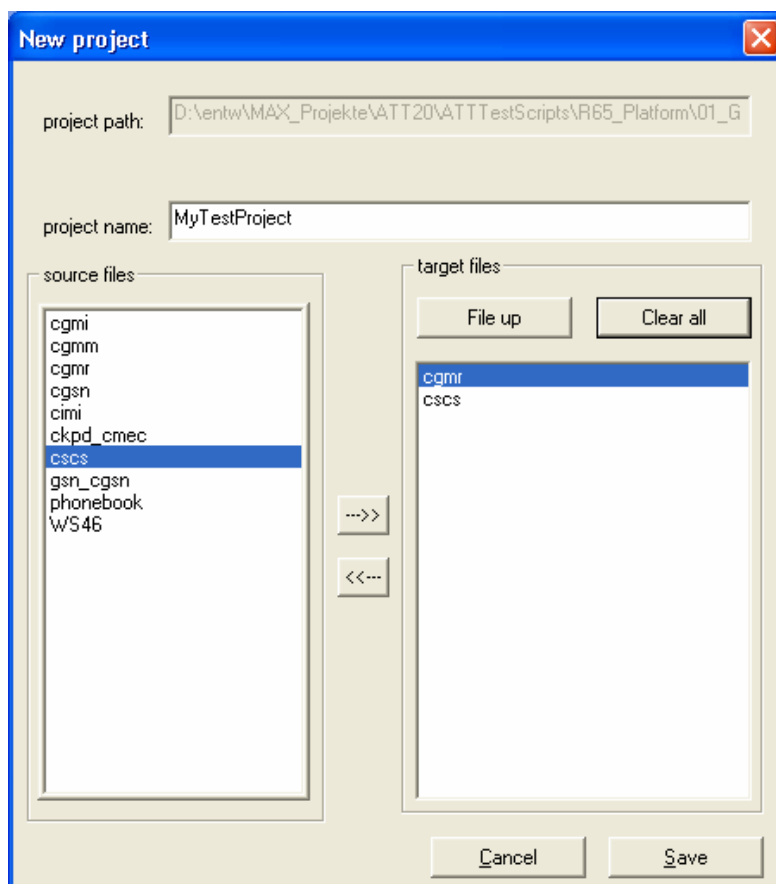 New project
project path:
D:\entw\MAX_Projekte\ATT20\ATTTestScripts\R65_Platform\01_G
project name:
MyTestProject
source files
cgmi
cgmm
cgmr
cgsn
cimi
ckpd_cmec
cscs
gsn_cgsn
phonebook
WS46
--->>
<<---
target files
File up
Clear all
cgmr
cscs
Cancel
Save